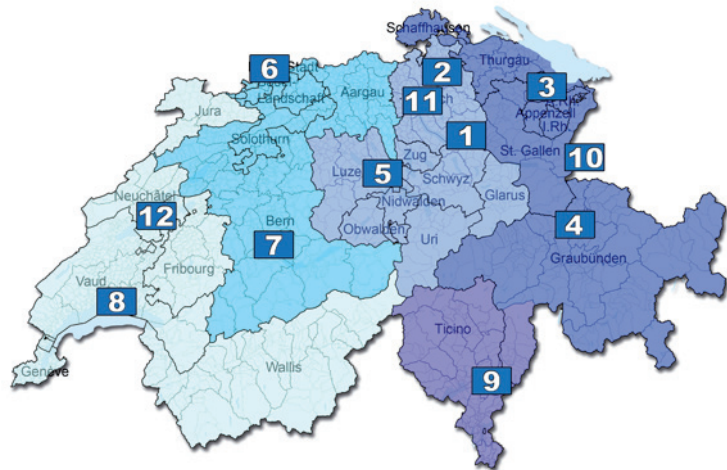 Schaffhausen
2
6
Thurgau
3
Landschaft
Aargau
11
Appenzell
I.Rh.
Jura
Solothurn
1
St. Gallen
Zug
10
5
Schwyz
Neuchâtel
Nidwalden
Glarus
12
Bern
Obwalden
4
7
Uri
Fribourg
Graubünden
Vaud
8
Ticino
Wallis
Genève
9